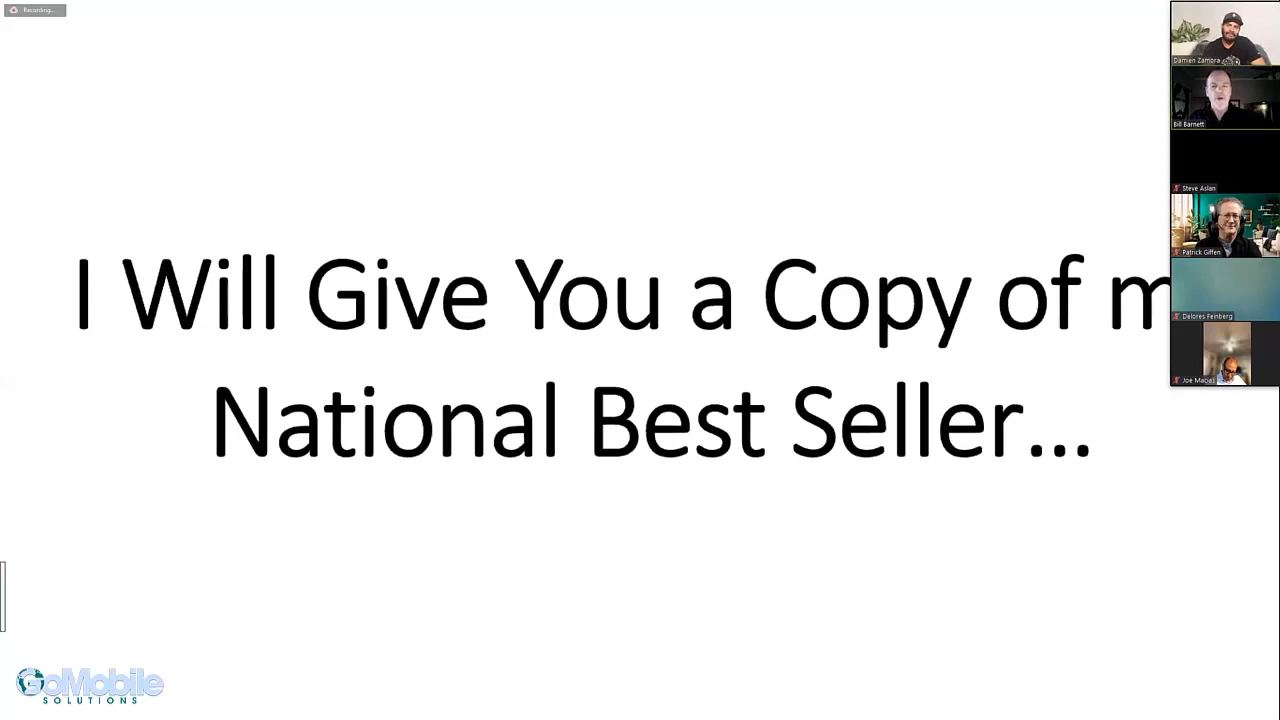 Recording...
Damien Zamora
Bill Barnett
Steve Aslan
Patrick Giffen
Delores Feinberg
Joe Macias
I Will Give You a Copy of m
National Best Seller...
GoMobile
SOLUTIONS